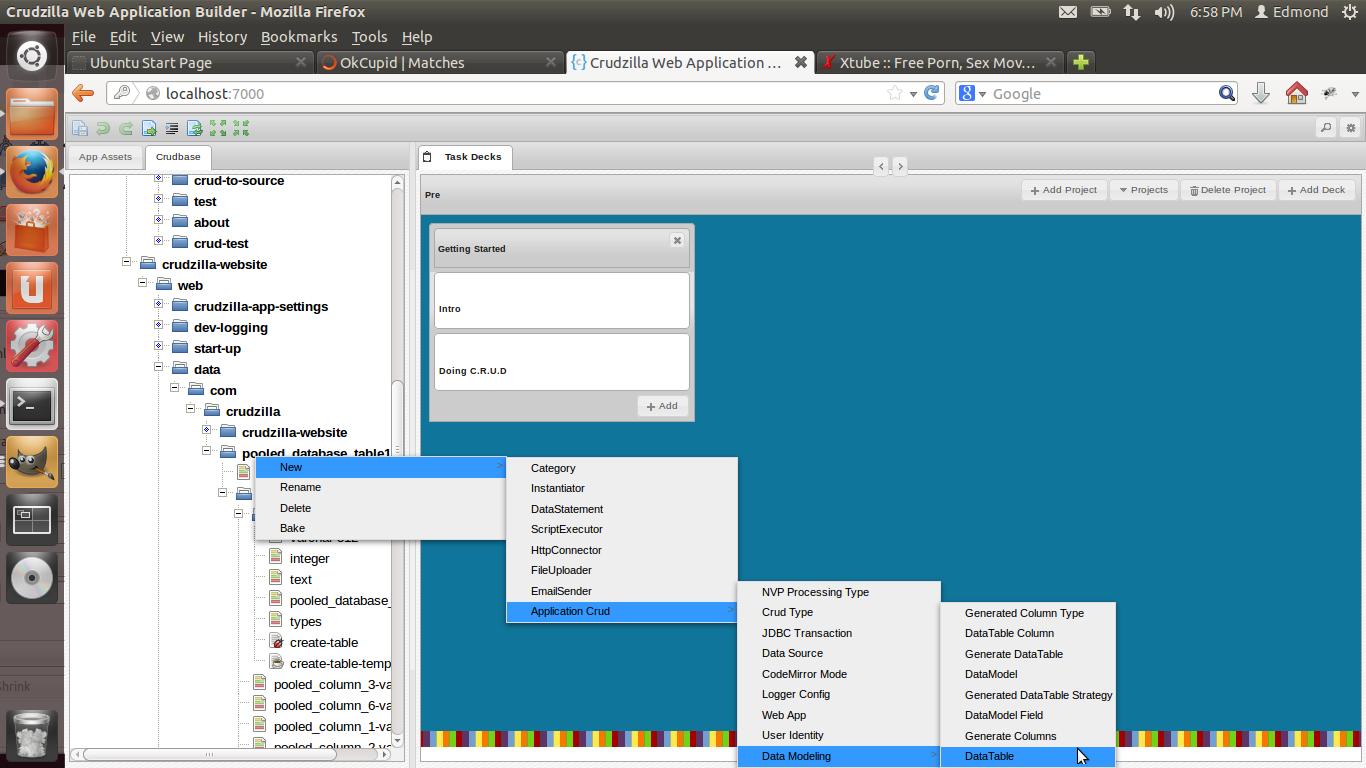 Crudzilla Web Application Builder - Mozilla Firefox
6:58 PM
Edmond
File Edit View History Bookmarks Tools Help
Ubuntu Start Page
OkCupid | Matches
{c} Crudzilla Web Application ...
X Xtube :: Free Porn, Sex Mov...
localhost:7000
8 Google
App Assets
Crudbase
Task Decks
crud-to-source
test
about
crud-test
crudzilla-website
web
crudzilla-app-settings
dev-logging
start-up
data
com
crudzilla
crudzilla-website
pooled_database_table1
varchar-512
integer
text
pooled_database_
types
create-table
create-table-temp
pooled_column_3-va
pooled_column_6-va
pooled_column_1-va
pooled_column_2-va
Pre
< >
+ Add Project
Projects
Delete Project
+ Add Deck
Getting Started
Intro
Doing C.R.U.D
+ Add
New >
Rename
Delete
Bake
Category
Instantiator
DataStatement
ScriptExecutor
HttpConnector
FileUploader
EmailSender
Application Crud >
NVP Processing Type
Crud Type
JDBC Transaction
Data Source
CodeMirror Mode
Logger Config
Web App
User Identity
Data Modeling >
Generated Column Type
DataTable Column
Generate DataTable
DataModel
Generated DataTable Strategy
DataModel Field
Generate Columns
DataTable
Shrink